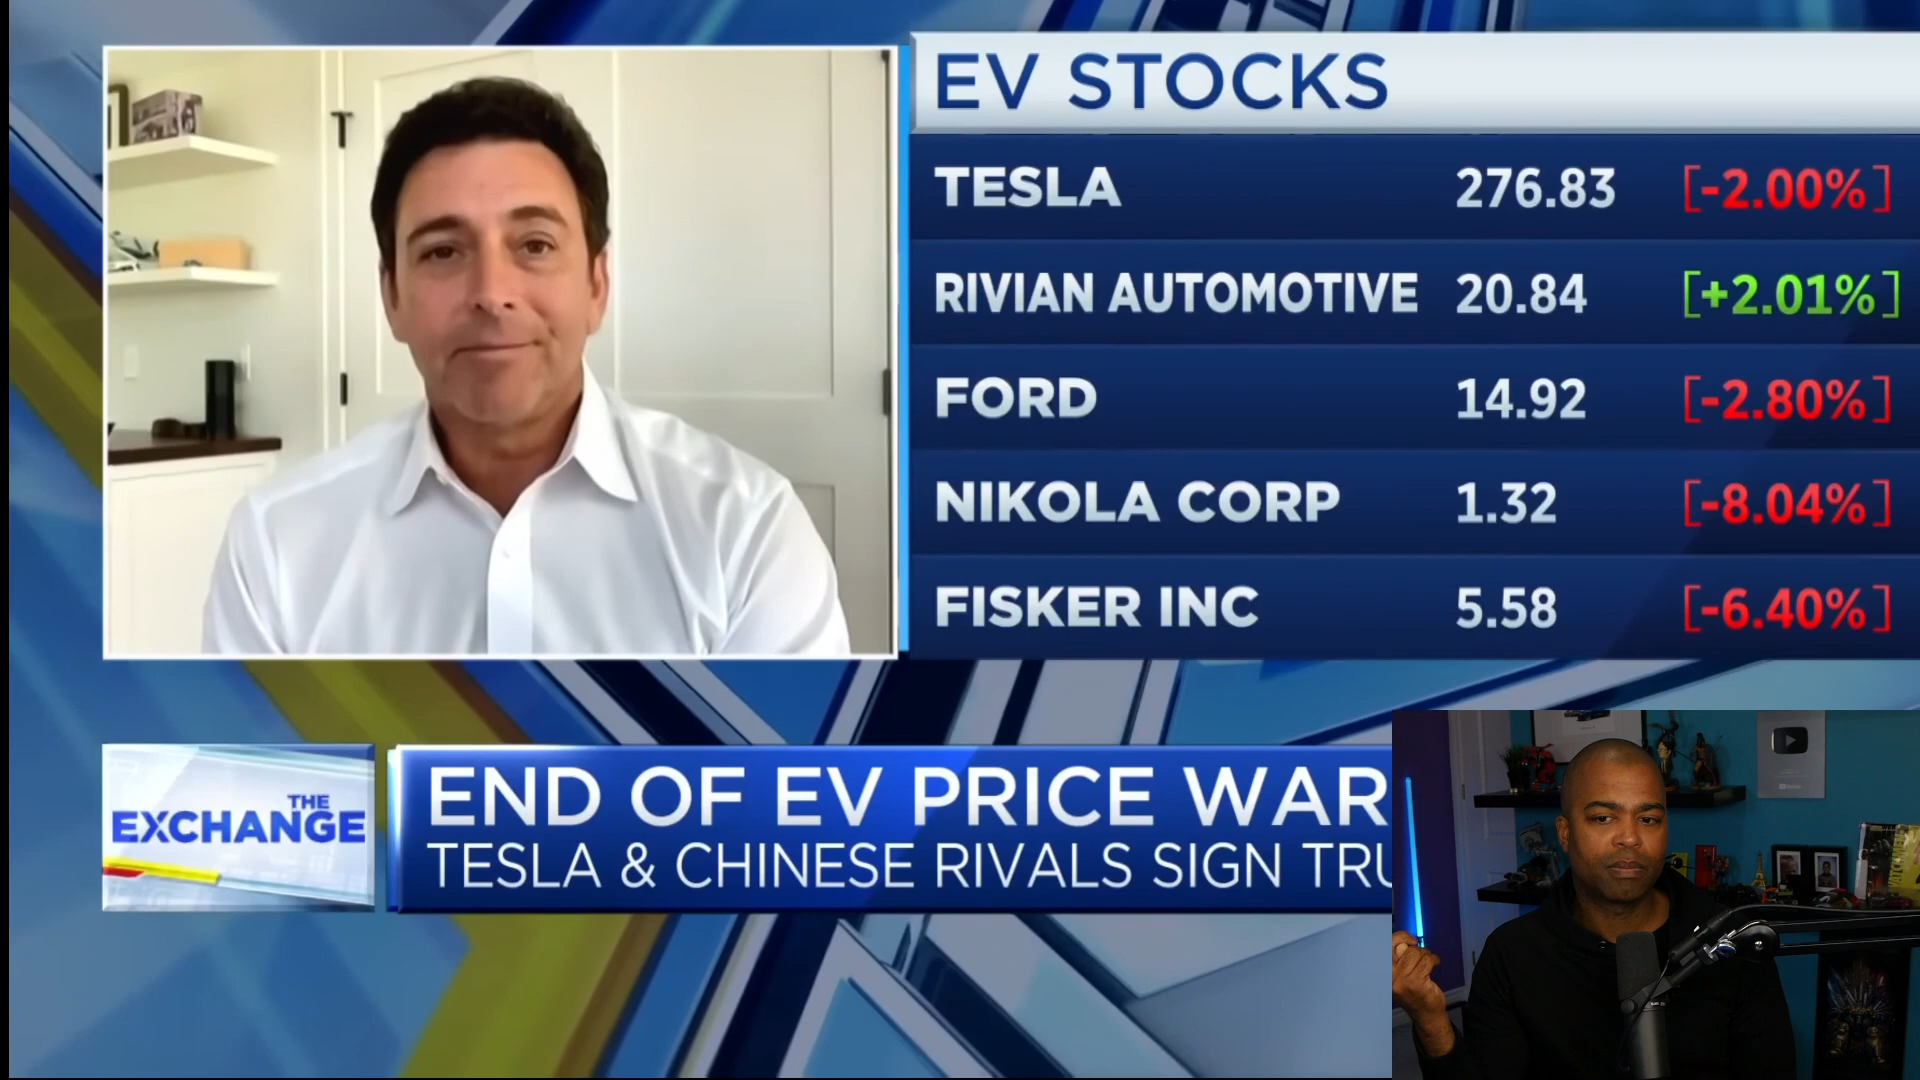 EV STOCKS
TESLA 276.83 [-2.00%]
RIVIAN AUTOMOTIVE 20.84 [+2.01%]
FORD 14.92 [-2.80%]
NIKOLA CORP 1.32 [-8.04%]
FISKER INC 5.58 [-6.40%]
THE
EXCHANGE
END OF EV PRICE WAR
TESLA & CHINESE RIVALS SIGN TRU